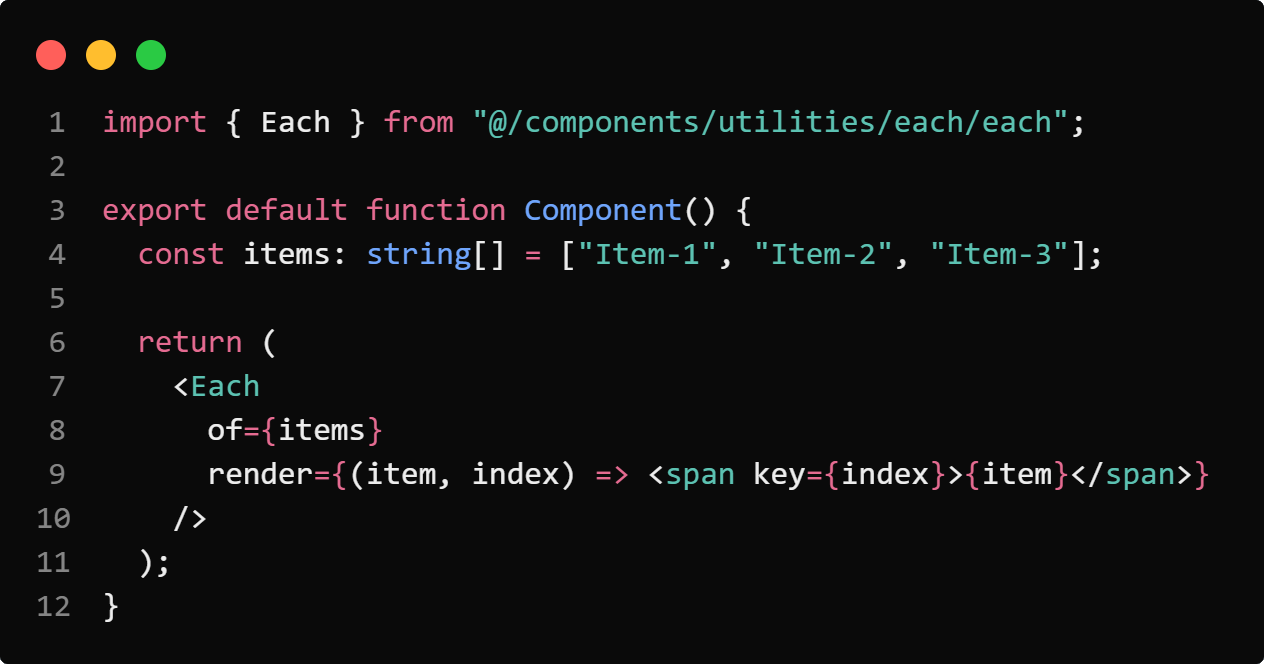 1 import { Each } from "@/components/utilities/each/each";
2
3 export default function Component() {
4   const items: string[] = ["Item-1", "Item-2", "Item-3"];
5
6   return (
7     <Each
8       of={items}
9       render={(item, index) => <span key={index}>{item}</span>}
10     />
11   );
12 }